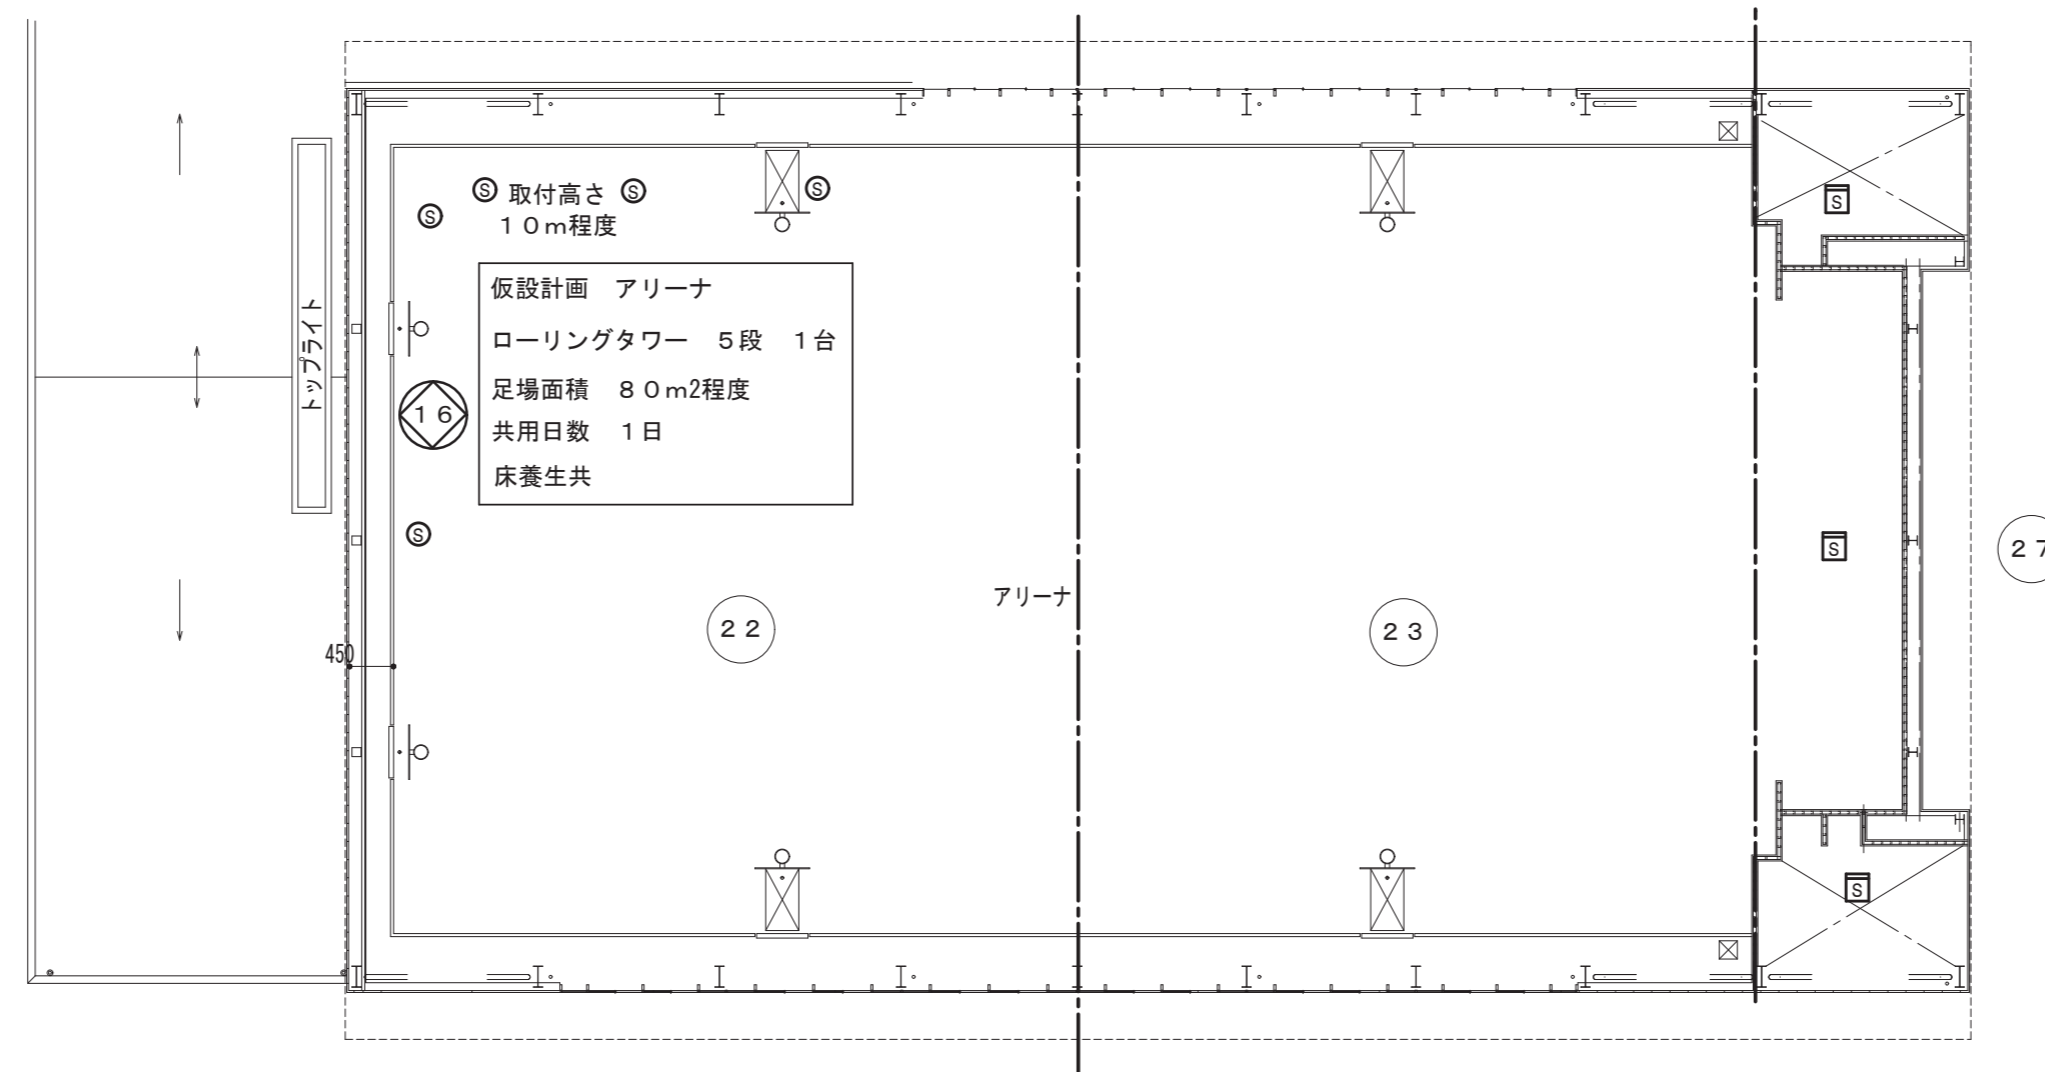 Ⓢ 取付高さ Ⓢ
１０ｍ程度
Ⓢ
Ⓢ
S
仮設計画　アリーナ
ローリングタワー　５段　１台
足場面積　８０ｍ2程度
共用日数　１日
床養生共
トップライト
１６
Ⓢ
S
２７
アリーナ
２２
２３
450
S